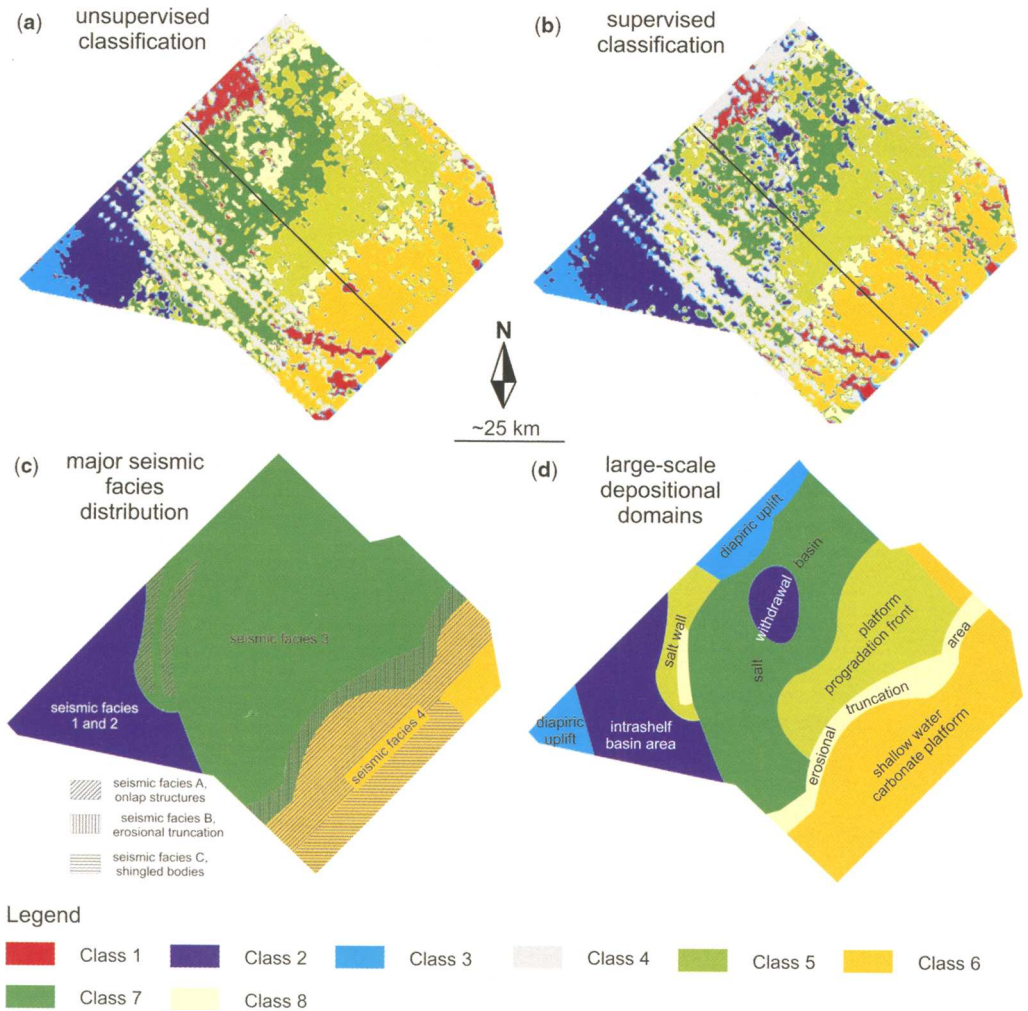 (a) unsupervised
classification
(b) supervised
classification
N
~25 km
(c) major seismic
facies
distribution
seismic facies 3
seismic facies
1 and 2
seismic facies 4
seismic facies A,
onlap structures
seismic facies B,
erosional truncation
seismic facies C,
shingled bodies
(d) large-scale
depositional
domains
diapiric uplift
basin
withdrawal
salt
salt wall
platform
progradation front
area
truncation
erosional
diapiric
uplift
intrashelf
basin area
shallow water
carbonate platform
Legend
Class 1
Class 2
Class 3
Class 4
Class 5
Class 6
Class 7
Class 8